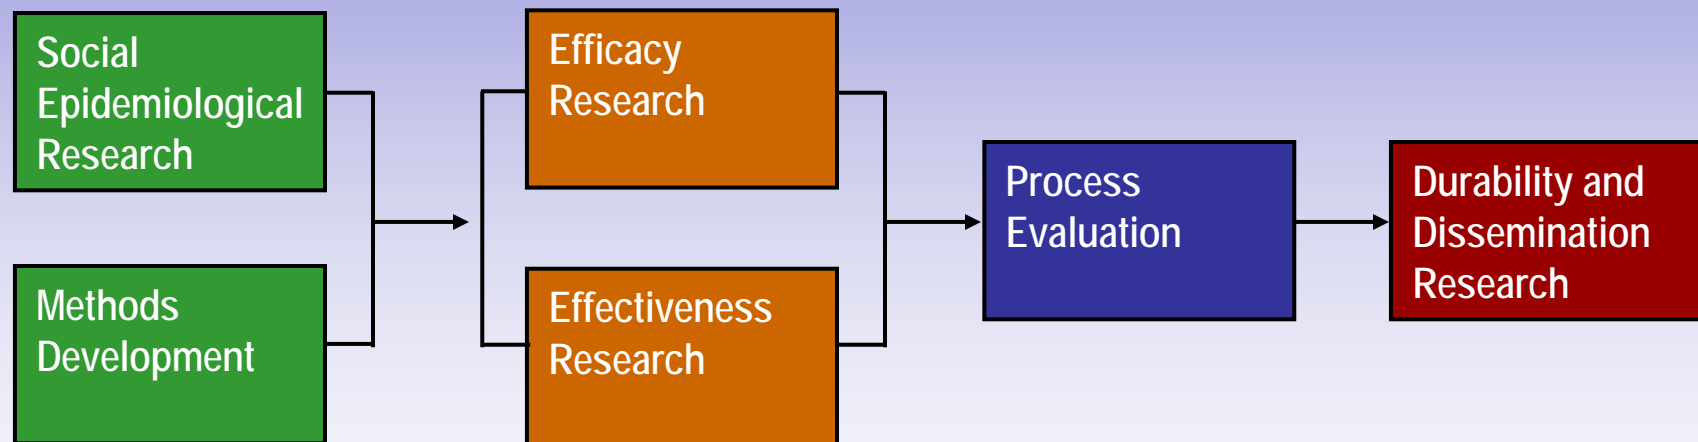 Social
Epidemiological
Research
Methods
Development
Efficacy
Research
Effectiveness
Research
Process
Evaluation
Durability and
Dissemination
Research